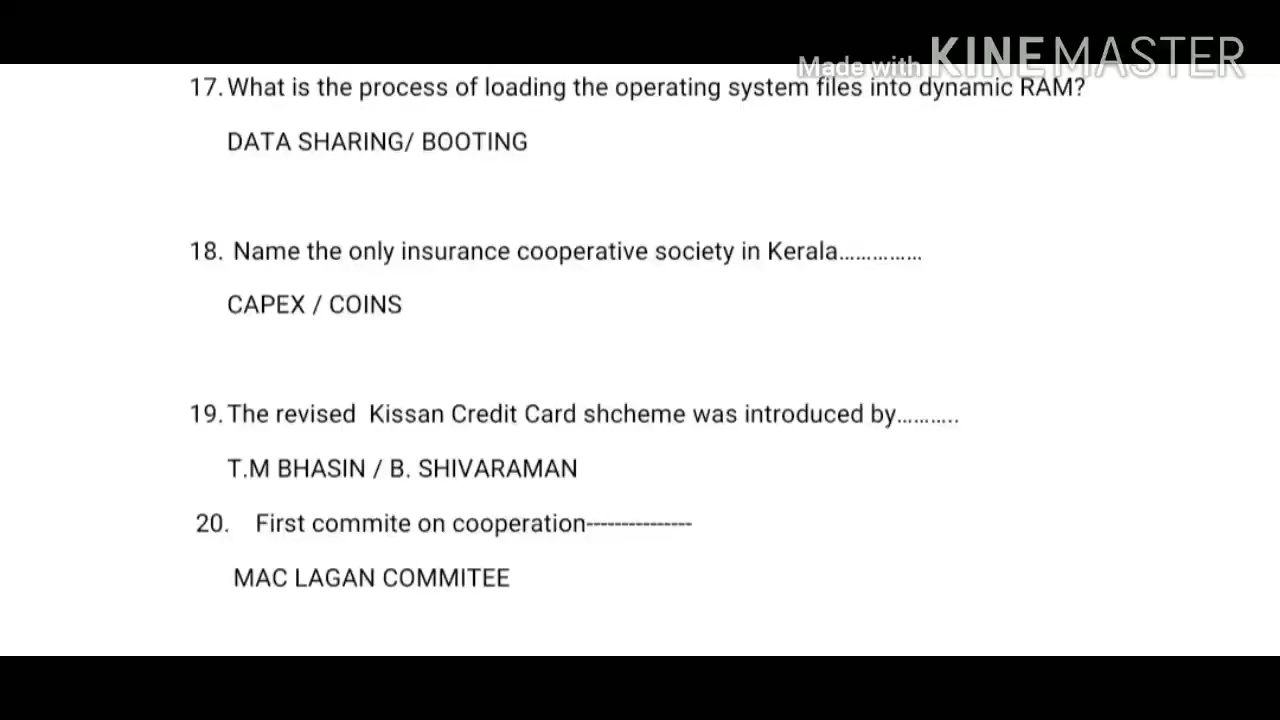 Made with KINEMASTER
17. What is the process of loading the operating system files into dynamic RAM?
DATA SHARING/ BOOTING
18. Name the only insurance cooperative society in Kerala...............
CAPEX / COINS
19. The revised Kissan Credit Card shcheme was introduced by...........
T.M BHASIN / B. SHIVARAMAN
20. First commite on cooperation---------------
MAC LAGAN COMMITEE